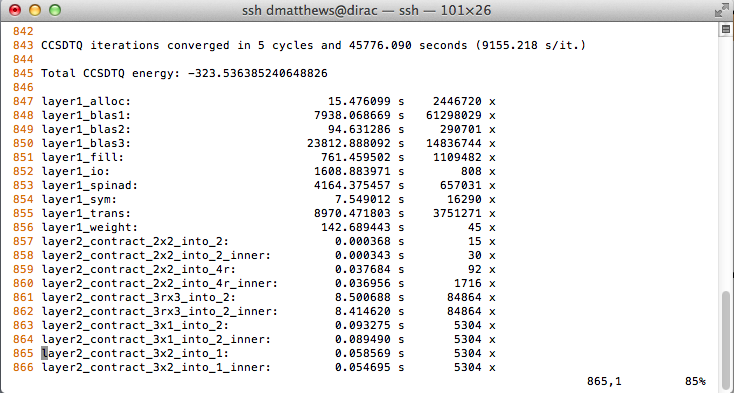 ssh dmatthews@dirac — ssh — 101×26
842
843 CCSDTQ iterations converged in 5 cycles and 45776.090 seconds (9155.218 s/it.)
844
845 Total CCSDTQ energy: -323.536385240648826
846
847 layer1_alloc: 15.476099 s 2446720 x
848 layer1_blas1: 7938.068669 s 61298029 x
849 layer1_blas2: 94.631286 s 290701 x
850 layer1_blas3: 23812.888092 s 14836744 x
851 layer1_fill: 761.459502 s 1109482 x
852 layer1_io: 1608.883971 s 808 x
853 layer1_spinad: 4164.375457 s 657031 x
854 layer1_sym: 7.549012 s 16290 x
855 layer1_trans: 8970.471803 s 3751271 x
856 layer1_weight: 142.689443 s 45 x
857 layer2_contract_2x2_into_2: 0.000368 s 15 x
858 layer2_contract_2x2_into_2_inner: 0.000343 s 30 x
859 layer2_contract_2x2_into_4r: 0.037684 s 92 x
860 layer2_contract_2x2_into_4r_inner: 0.036956 s 1716 x
861 layer2_contract_3rx3_into_2: 8.500688 s 84864 x
862 layer2_contract_3rx3_into_2_inner: 8.414620 s 84864 x
863 layer2_contract_3x1_into_2: 0.093275 s 5304 x
864 layer2_contract_3x1_into_2_inner: 0.089490 s 5304 x
865 layer2_contract_3x2_into_1: 0.058569 s 5304 x
866 layer2_contract_3x2_into_1_inner: 0.054695 s 5304 x
865,1 85%